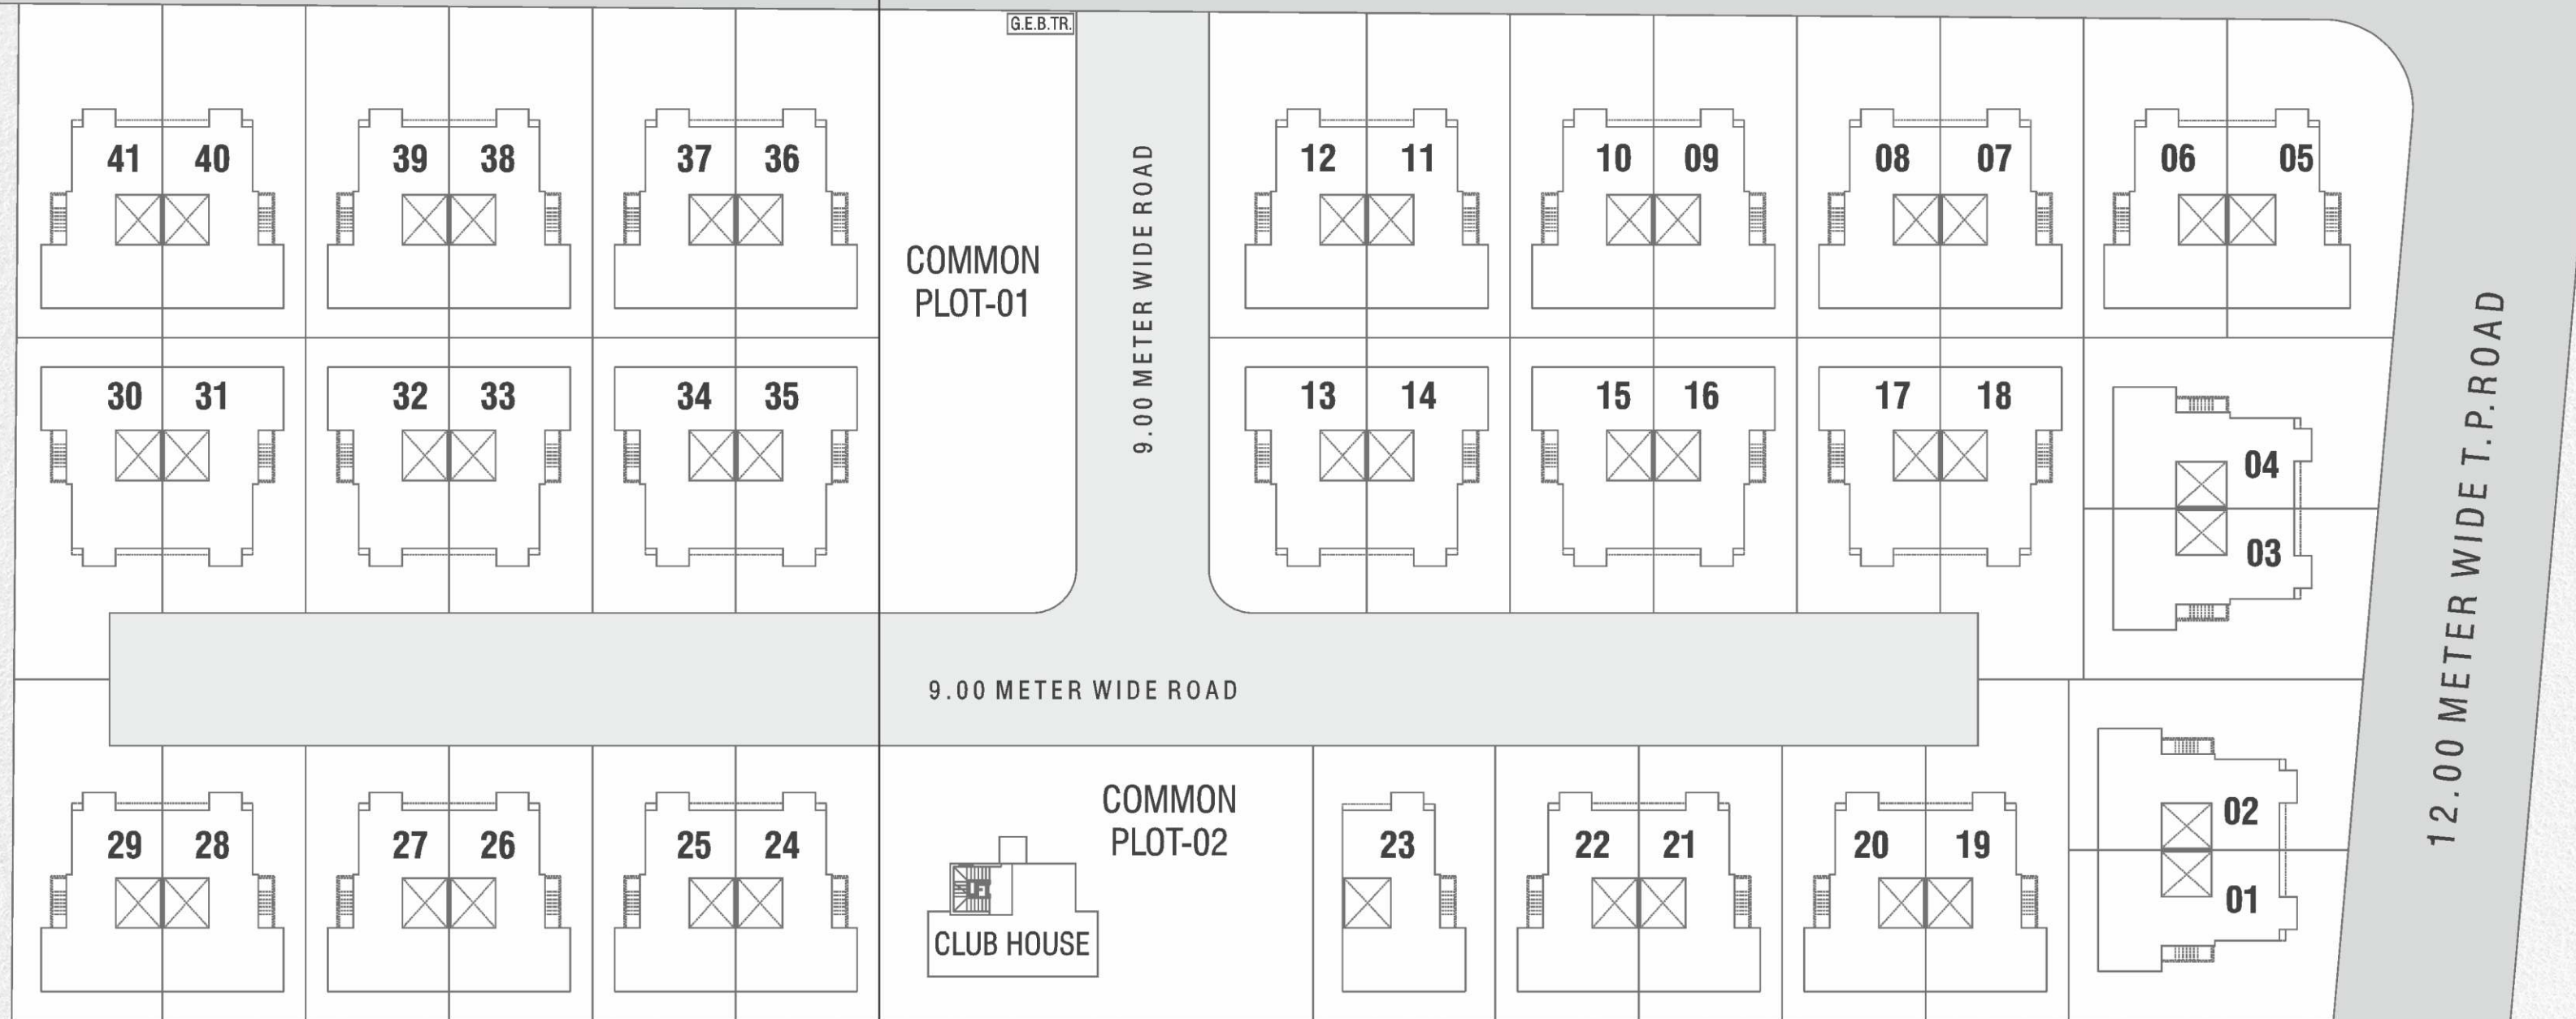 G.E.B.TR.
41 40 39 38 37 36
12 11 10 09 08 07 06 05
COMMON
PLOT-01
9.00 METER WIDE ROAD
30 31 32 33 34 35
13 14 15 16 17 18
04
03
12.00 METER WIDE T.P.ROAD
9.00 METER WIDE ROAD
29 28 27 26 25 24
COMMON
PLOT-02
CLUB HOUSE
23 22 21 20 19
02
01